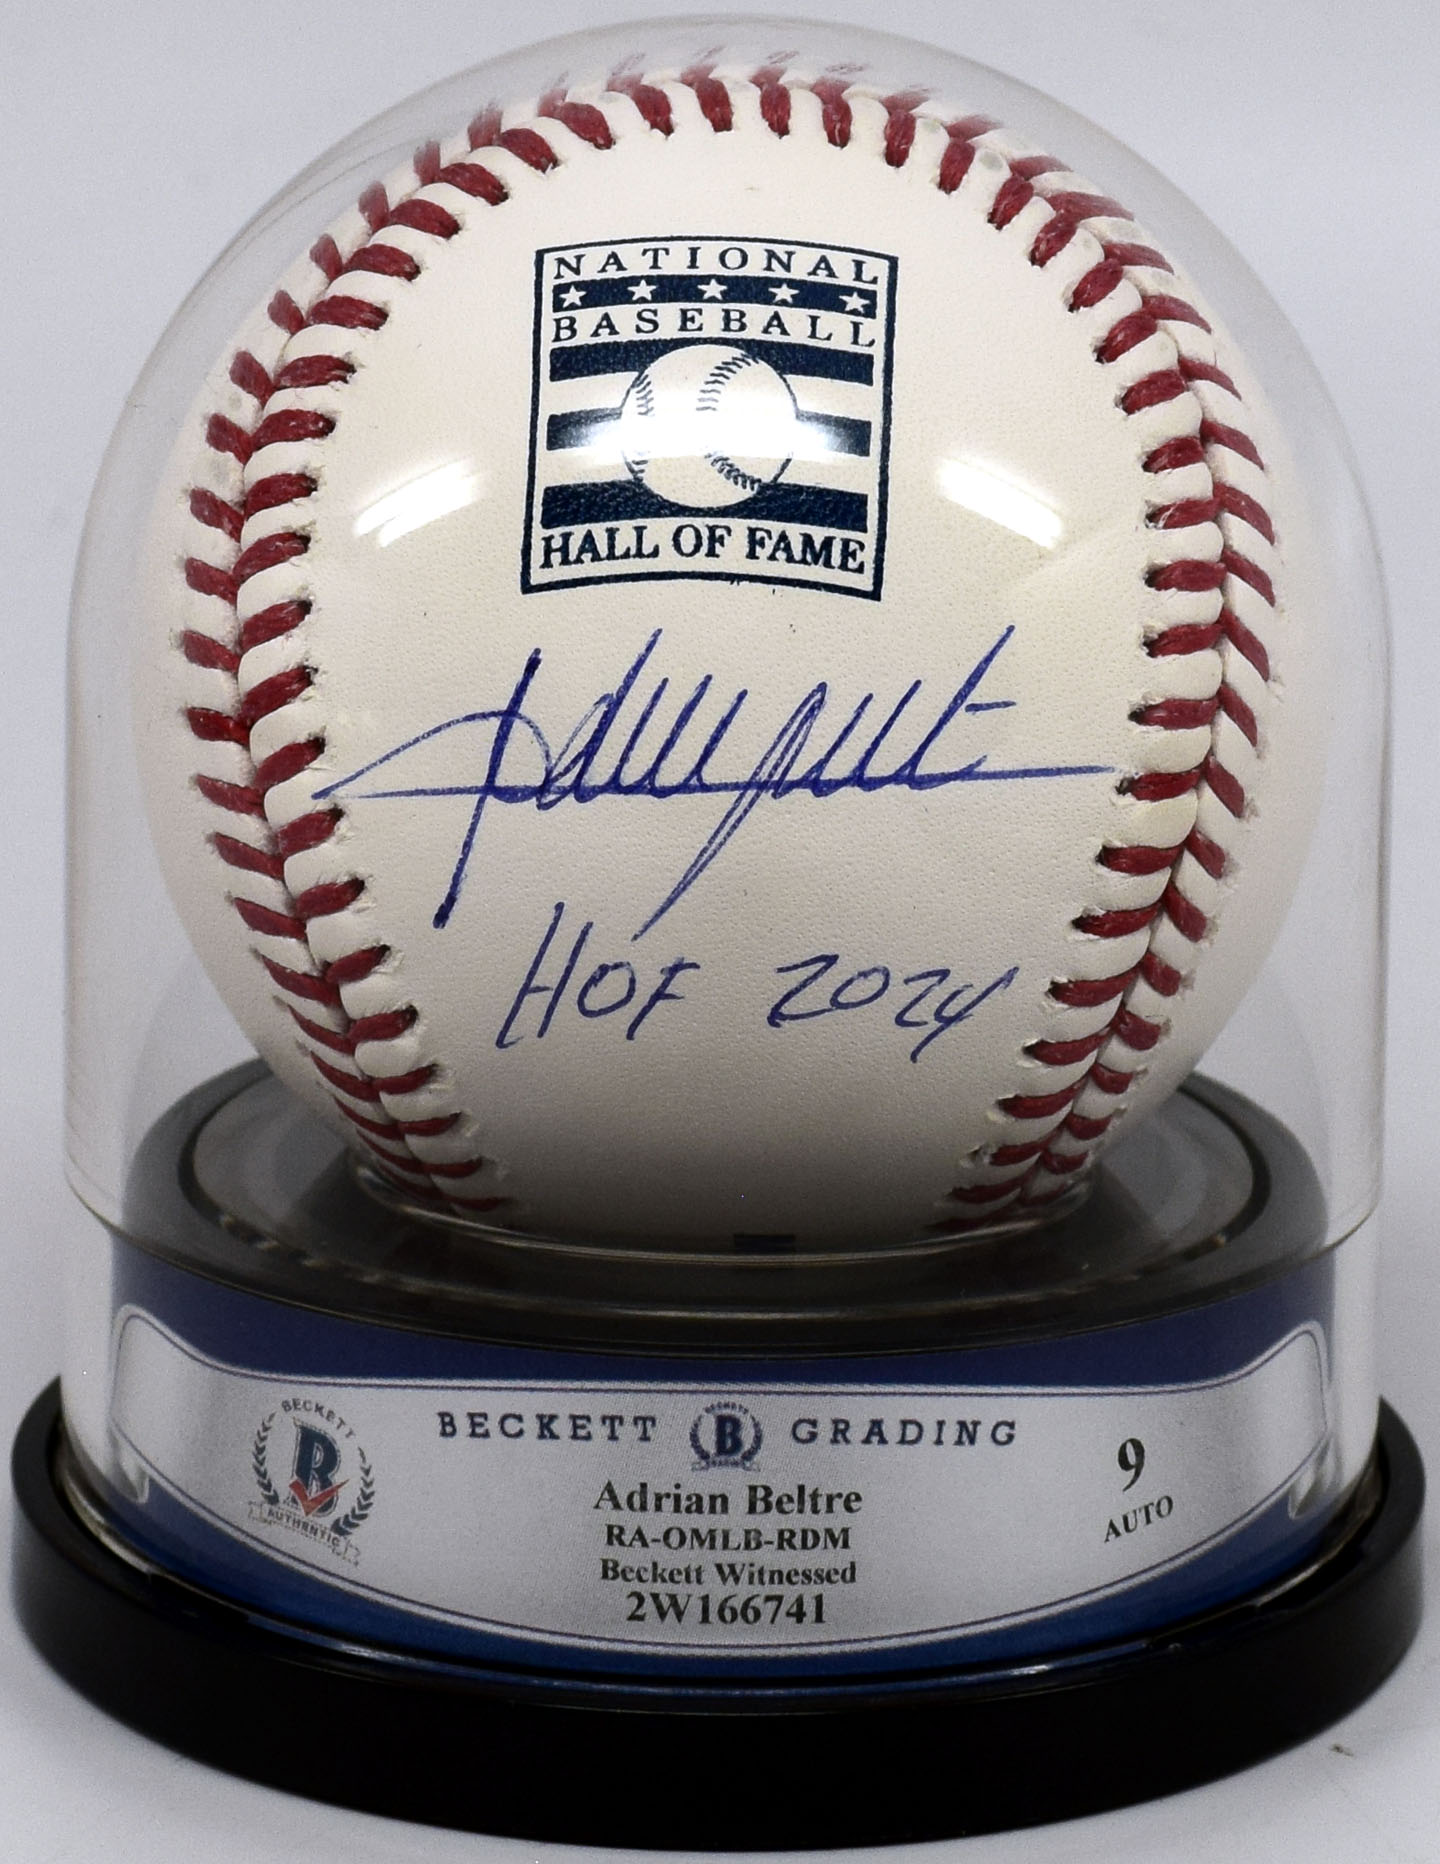 NATIONAL
BASEBALL
HALL OF FAME
HOF 2024
BECKETT
AUTHENTIC
BECKETT B GRADING
Adrian Beltre
RA-OMLB-RDM
Beckett Witnessed
2W166741
9
AUTO